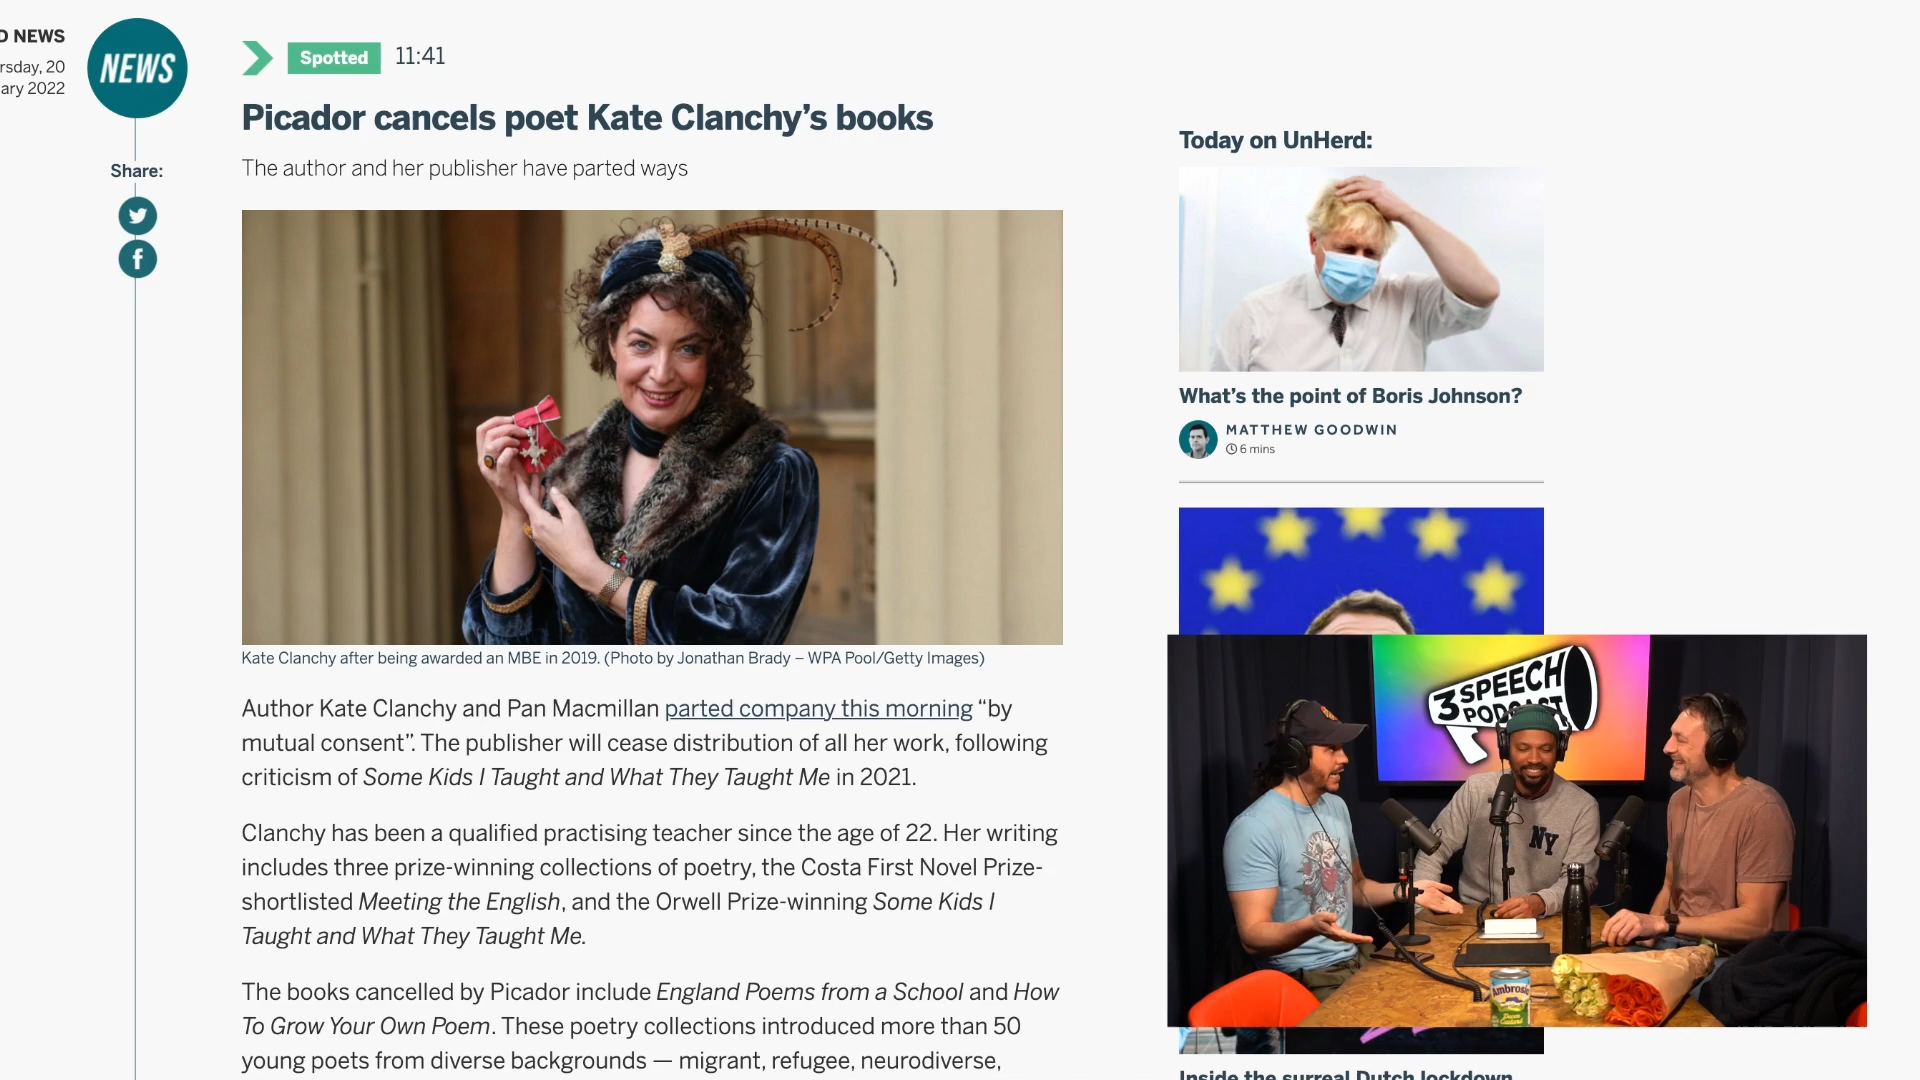 D NEWS
rsday, 20
ary 2022
NEWS
Share:
Spotted 11:41
Picador cancels poet Kate Clanchy’s books
The author and her publisher have parted ways
Kate Clanchy after being awarded an MBE in 2019. (Photo by Jonathan Brady – WPA Pool/Getty Images)
Author Kate Clanchy and Pan Macmillan parted company this morning “by
mutual consent”. The publisher will cease distribution of all her work, following
criticism of Some Kids I Taught and What They Taught Me in 2021.
Clanchy has been a qualified practising teacher since the age of 22. Her writing
includes three prize-winning collections of poetry, the Costa First Novel Prize-
shortlisted Meeting the English, and the Orwell Prize-winning Some Kids I
Taught and What They Taught Me.
The books cancelled by Picador include England Poems from a School and How
To Grow Your Own Poem. These poetry collections introduced more than 50
young poets from diverse backgrounds — migrant, refugee, neurodiverse,
Today on UnHerd:
What’s the point of Boris Johnson?
MATTHEW GOODWIN
6 mins
3 SPEECH
PODCAST
NY
Ambrosia
Inside the surreal Dutch lockdown